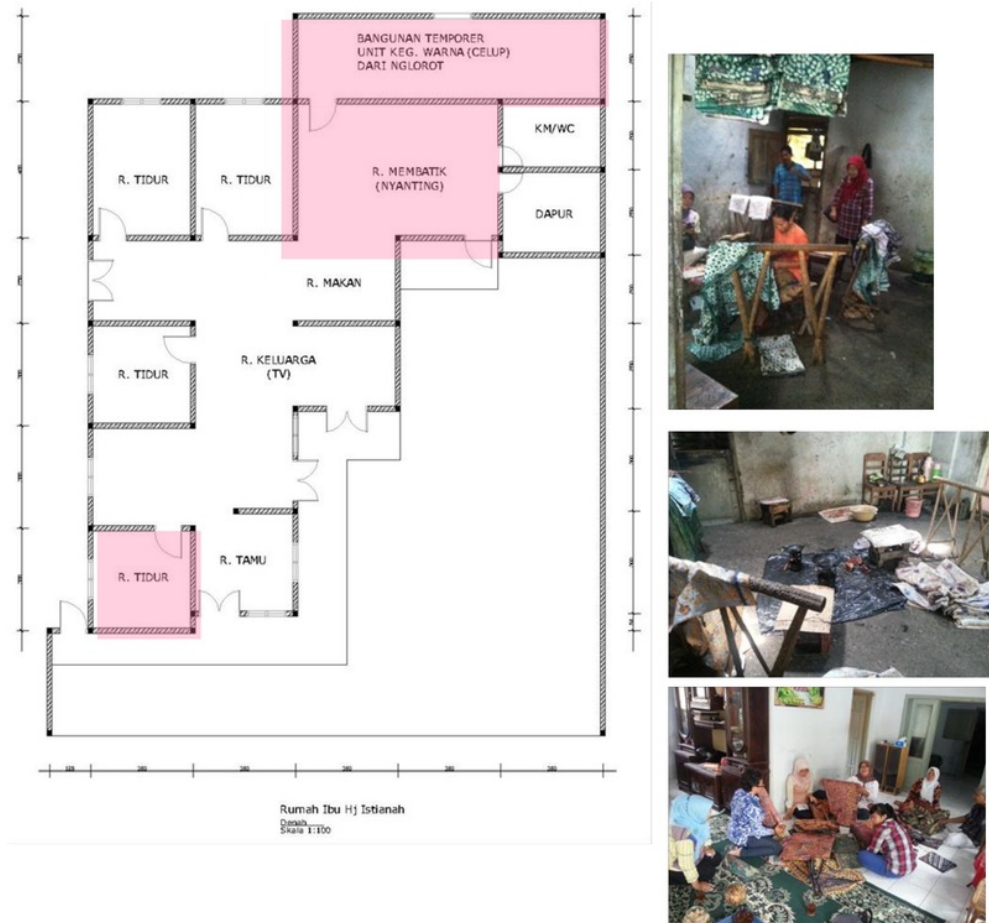 BANGUNAN TEMPORER
UNIT KEG. WARNA (CELUP)
DARI NGLOROT
KM/WC
R. TIDUR
R. TIDUR
R. MEMBATIK
(NYANTING)
DAPUR
R. MAKAN
R. TIDUR
R. KELUARGA
(TV)
R. TIDUR
R. TAMU
Rumah Ibu Hj Istianah
Denah
Skala 1:100